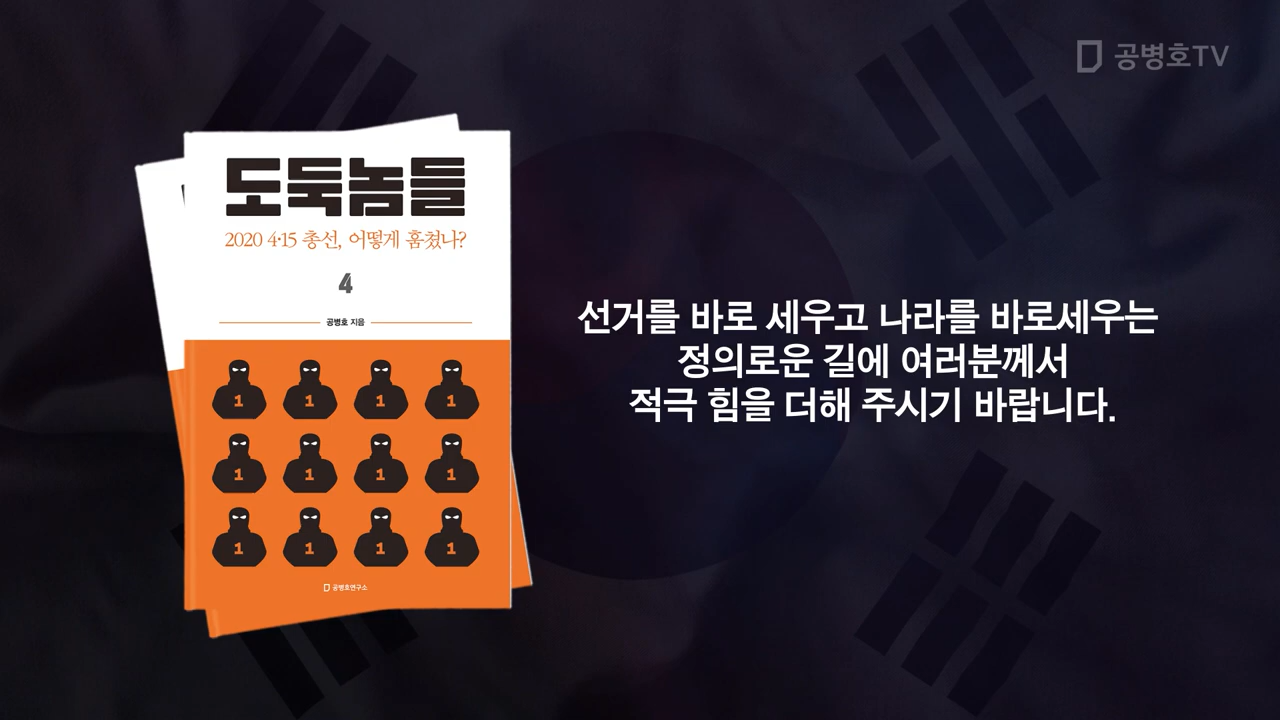 공병호TV
도둑놈들
2020 4·15 총선, 어떻게 훔쳤나?
4
공병호 지음
1 1 1 1
1 1 1 1
1 1 1 1
공병호연구소
선거를 바로 세우고 나라를 바로세우는
정의로운 길에 여러분께서
적극 힘을 더해 주시기 바랍니다.